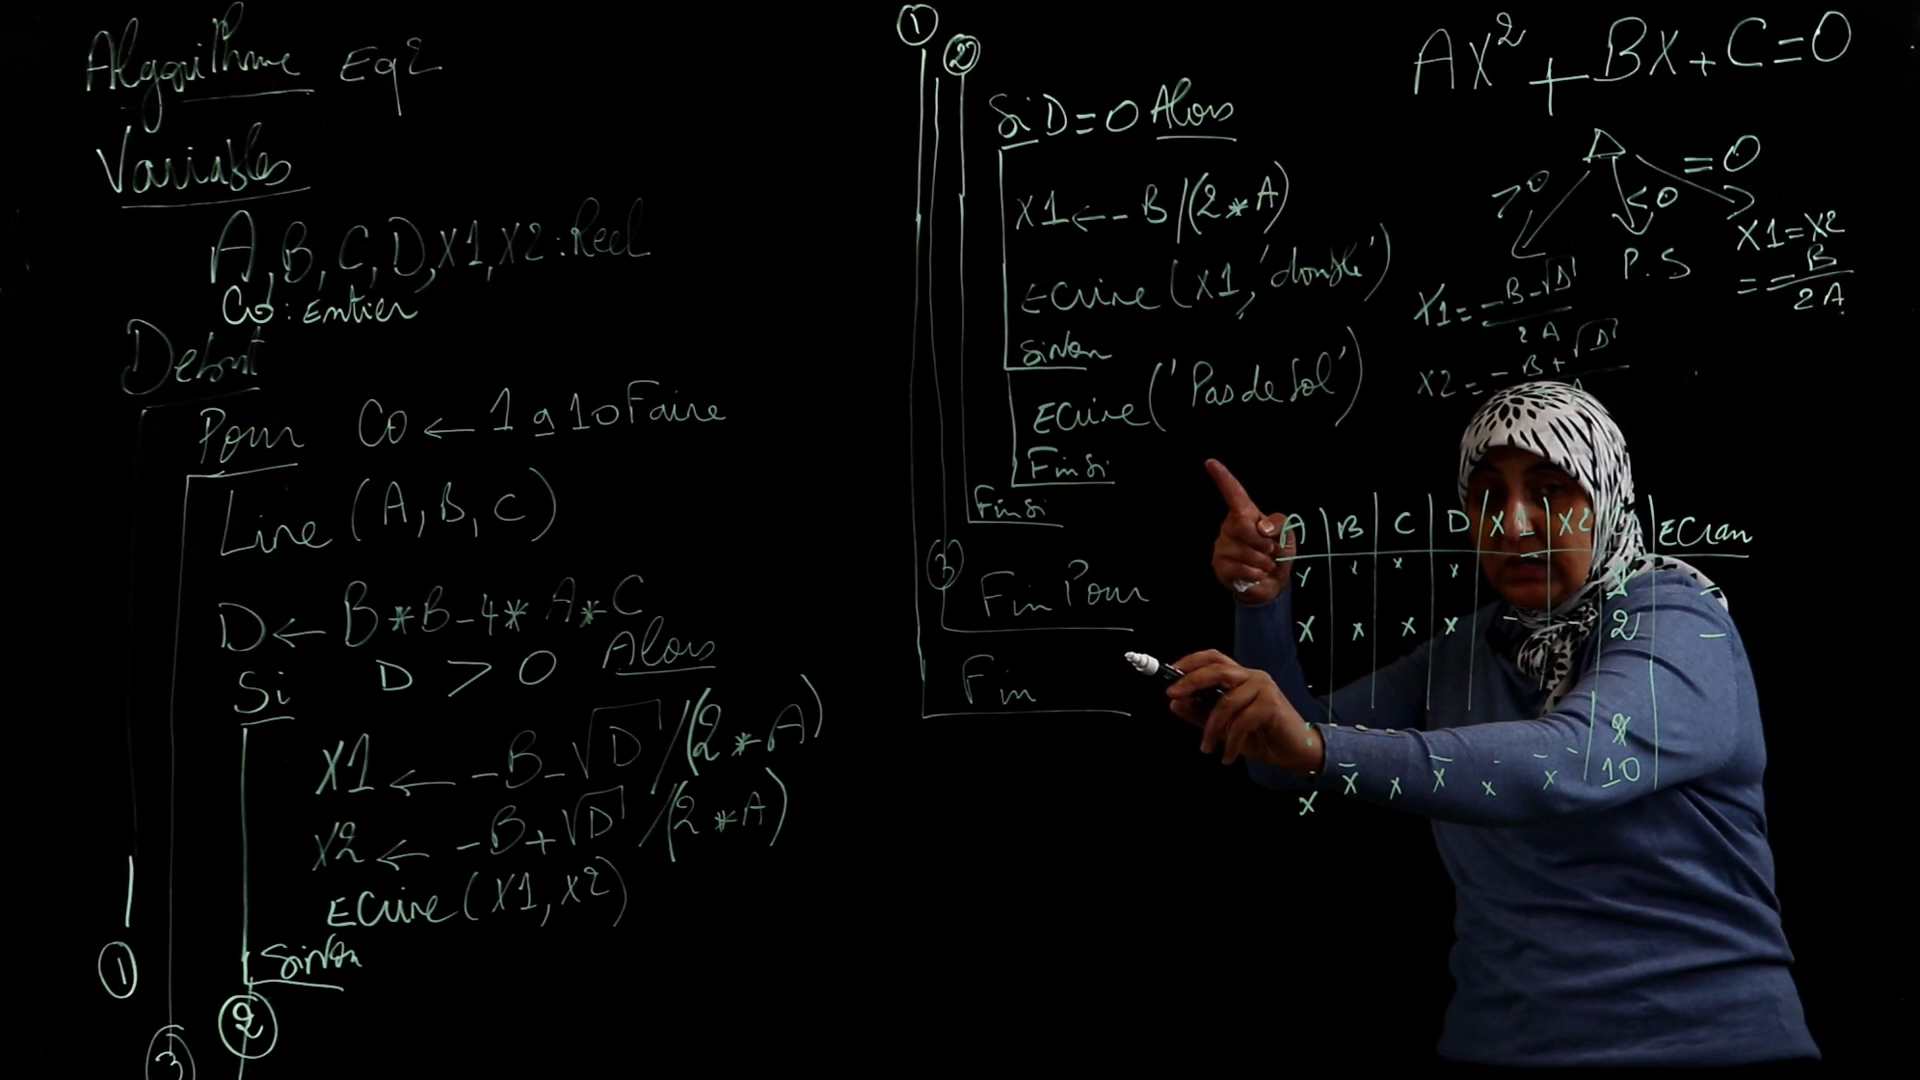 Algorithme Eq2
Variables
A, B, C, D, X1, X2 : Reel
Co : Entier
Debut
Pour Co ← 1 a 10 Faire
Lire (A, B, C)
D ← B * B - 4 * A * C
Si D > 0 Alors
X1 ← -B-√D /(2 * A)
X2 ← -B+√D /(2 * A)
ECrire (X1, X2)
SinOn
1
2
3
1
2
Si D = 0 Alors
X1 ← - B /(2 * A)
ECrire (X1, 'double')
SinOn
ECrire ('Pas de Sol')
Fin Si
Fin Si
3
Fin Pour
Fin
AX² + BX + C = 0
Δ = 0
> 0 < 0
P.S
X1 = X2
= -B / 2A
X1 = -B-√D / 2A
X2 = -B+√D
A | B | C | D | X1 | X2 | | ECran
x x x x 1 –
x x x x – 2 –
9
x x x x x x 10